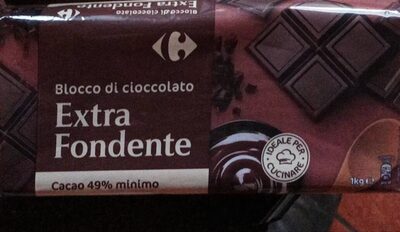 Blocco di cioccolato
Extra Fondente
Blocco di cioccolato
Extra
Fondente
Cacao 49% minimo
IDEALE PER
CUCINARE
1kg e